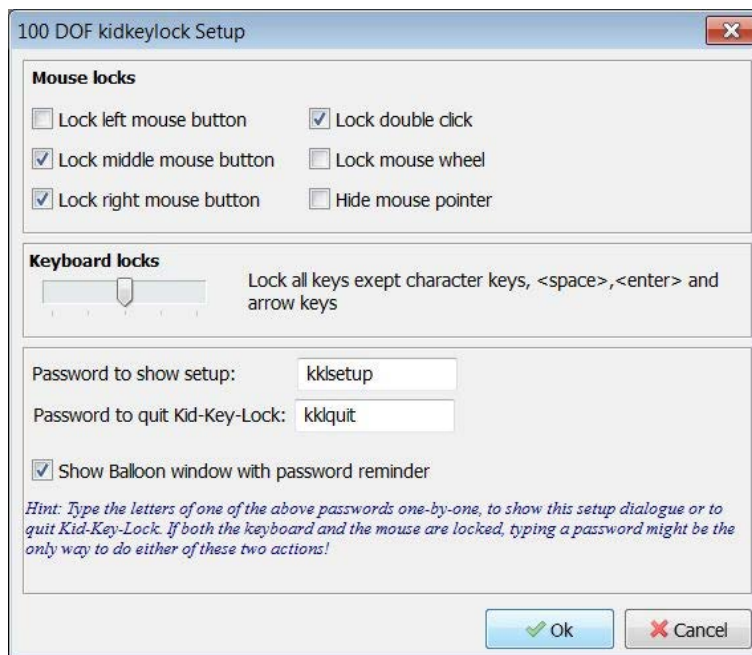 100 DOF kidkeylock Setup
Mouse locks
Lock left mouse button
Lock double click
Lock middle mouse button
Lock mouse wheel
Lock right mouse button
Hide mouse pointer
Keyboard locks
Lock all keys exept character keys, <space>,<enter> and
arrow keys
Password to show setup: kklsetup
Password to quit Kid-Key-Lock: kklquit
Show Balloon window with password reminder
Hint: Type the letters of one of the above passwords one-by-one, to show this setup dialogue or to
quit Kid-Key-Lock. If both the keyboard and the mouse are locked, typing a password might be the
only way to do either of these two actions!
Ok
Cancel